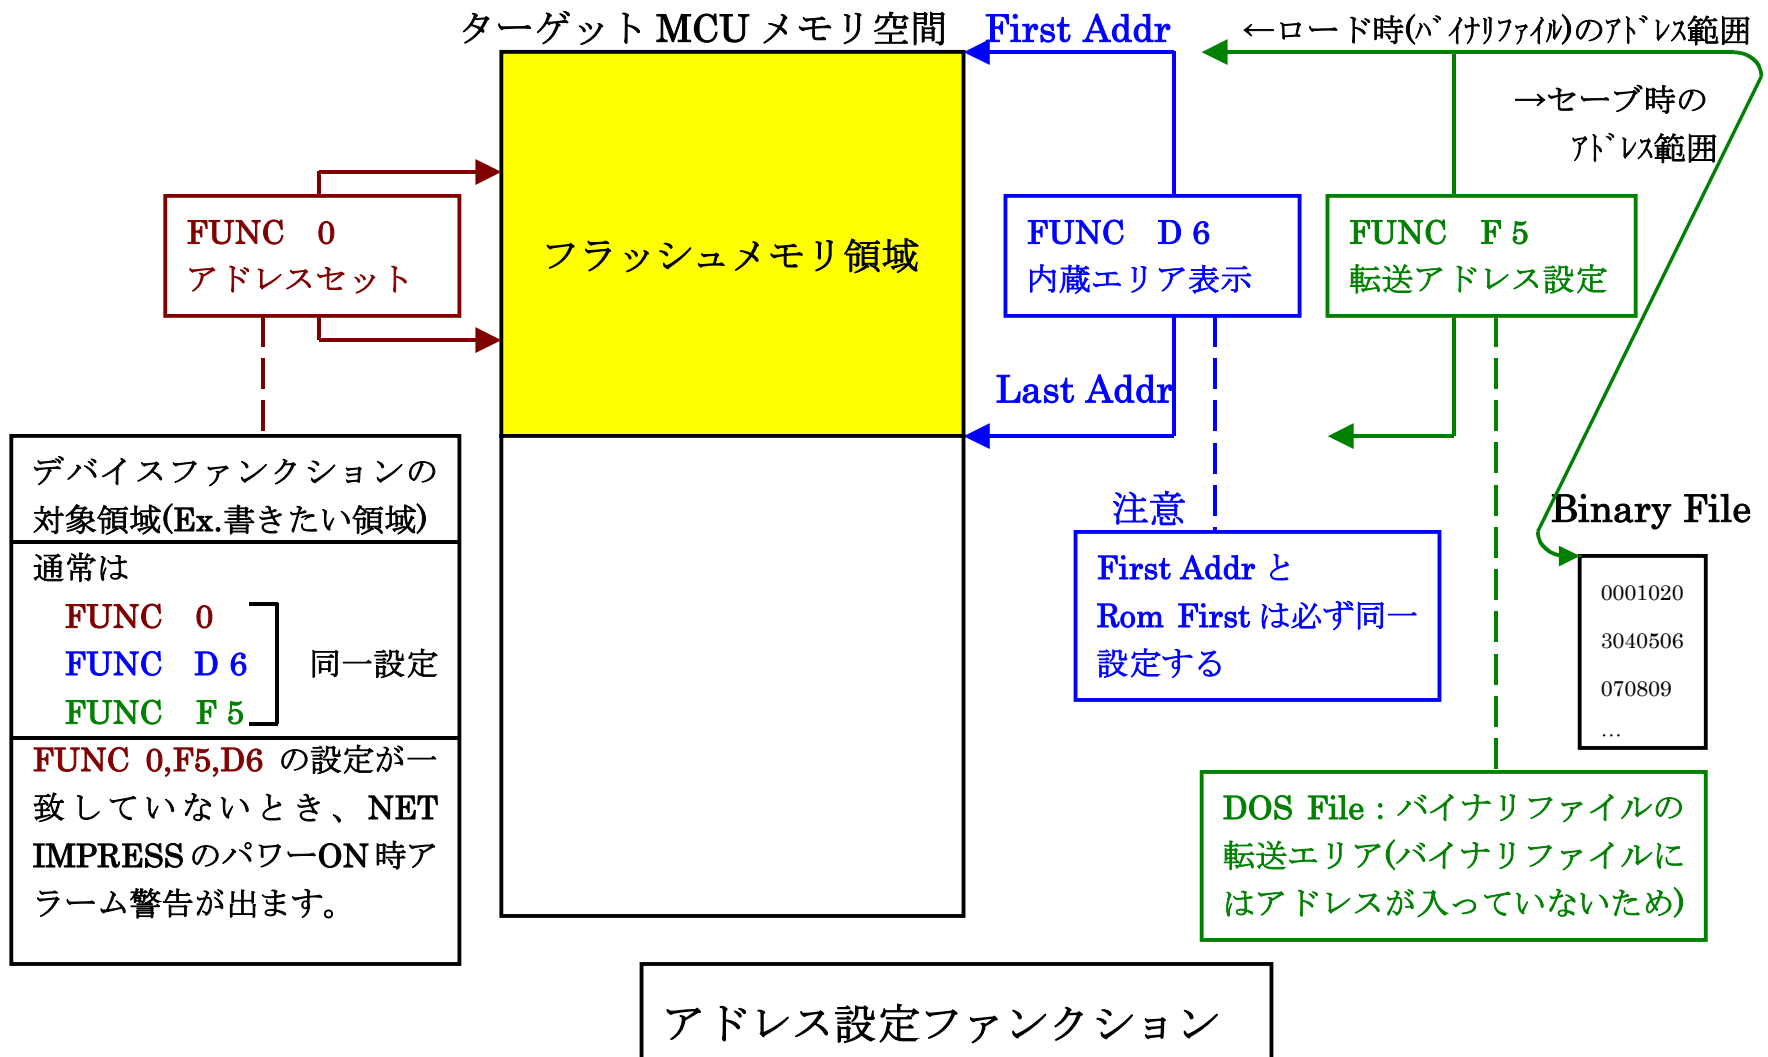 ターゲット MCU メモリ空間
First Addr
←ロード時(ﾊﾞｲﾅﾘﾌｧｲﾙ)のｱﾄﾞﾚｽ範囲
→セーブ時の
ｱﾄﾞﾚｽ範囲
FUNC 0
アドレスセット
フラッシュメモリ領域
FUNC D 6
内蔵エリア表示
FUNC F 5
転送アドレス設定
Last Addr
デバイスファンクションの
対象領域(Ex.書きたい領域)
通常は
FUNC 0
FUNC D 6
FUNC F 5
同一設定
FUNC 0,F5,D6 の設定が一
致していないとき、NET
IMPRESS のパワーON 時ア
ラーム警告が出ます。
注意
First Addr と
Rom First は必ず同一
設定する
Binary File
0001020
3040506
070809
…
DOS File : バイナリファイルの
転送エリア(バイナリファイルに
はアドレスが入っていないため)
アドレス設定ファンクション